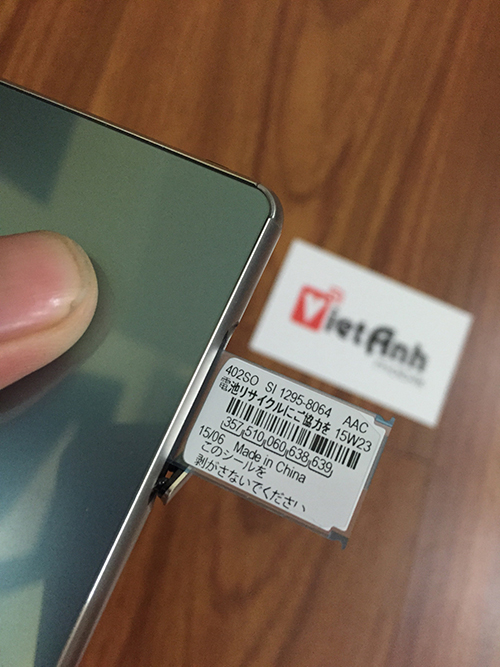 VietAnh
mobile
402SO SI 1295-8064 AAC
電池リサイクルにご協力を 15W23
357,510,060,638,639,
15/06 Made in China
このシールを
剥がさないでください